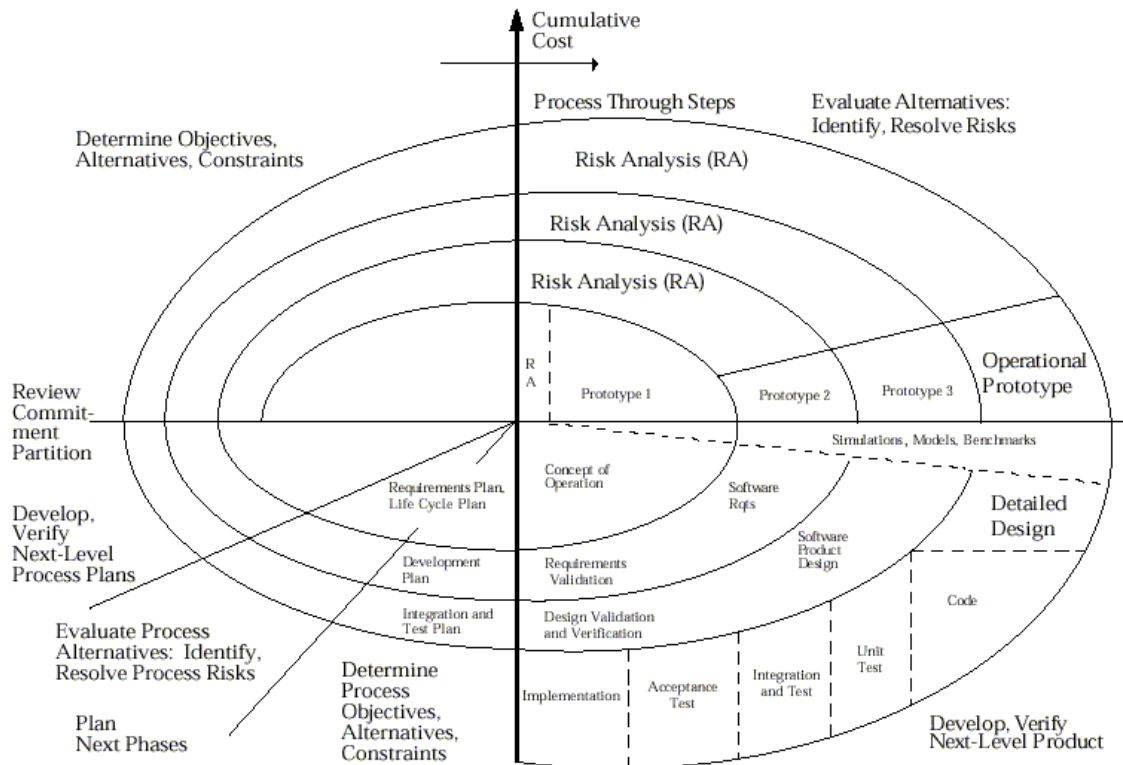 Cumulative
Cost
Process Through Steps
Evaluate Alternatives:
Identify, Resolve Risks
Determine Objectives,
Alternatives, Constraints
Risk Analysis (RA)
Risk Analysis (RA)
Risk Analysis (RA)
R
A
Prototype 1
Prototype 2
Prototype 3
Operational
Prototype
Review
Commit-
ment
Partition
Simulations, Models, Benchmarks
Requirements Plan,
Life Cycle Plan
Concept of
Operation
Software
Rqts
Detailed
Design
Develop,
Verify
Next-Level
Process Plans
Software
Product
Design
Development
Plan
Requirements
Validation
Code
Integration and
Test Plan
Design Validation
and Verification
Evaluate Process
Alternatives: Identify,
Resolve Process Risks
Unit
Test
Integration
and Test
Acceptance
Test
Implementation
Determine
Process
Objectives,
Alternatives,
Constraints
Plan
Next Phases
Develop, Verify
Next-Level Product